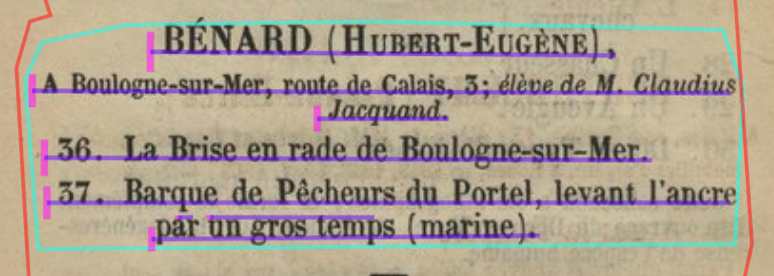 BÉNARD (HUBERT-EUGÈNE),
A Boulogne-sur-Mer, route de Calais, 3; élève de M. Claudius
Jacquand.
36. La Brise en rade de Boulogne-sur-Mer.
37. Barque de Pêcheurs du Portel, levant l'ancre
par un gros temps (marine).